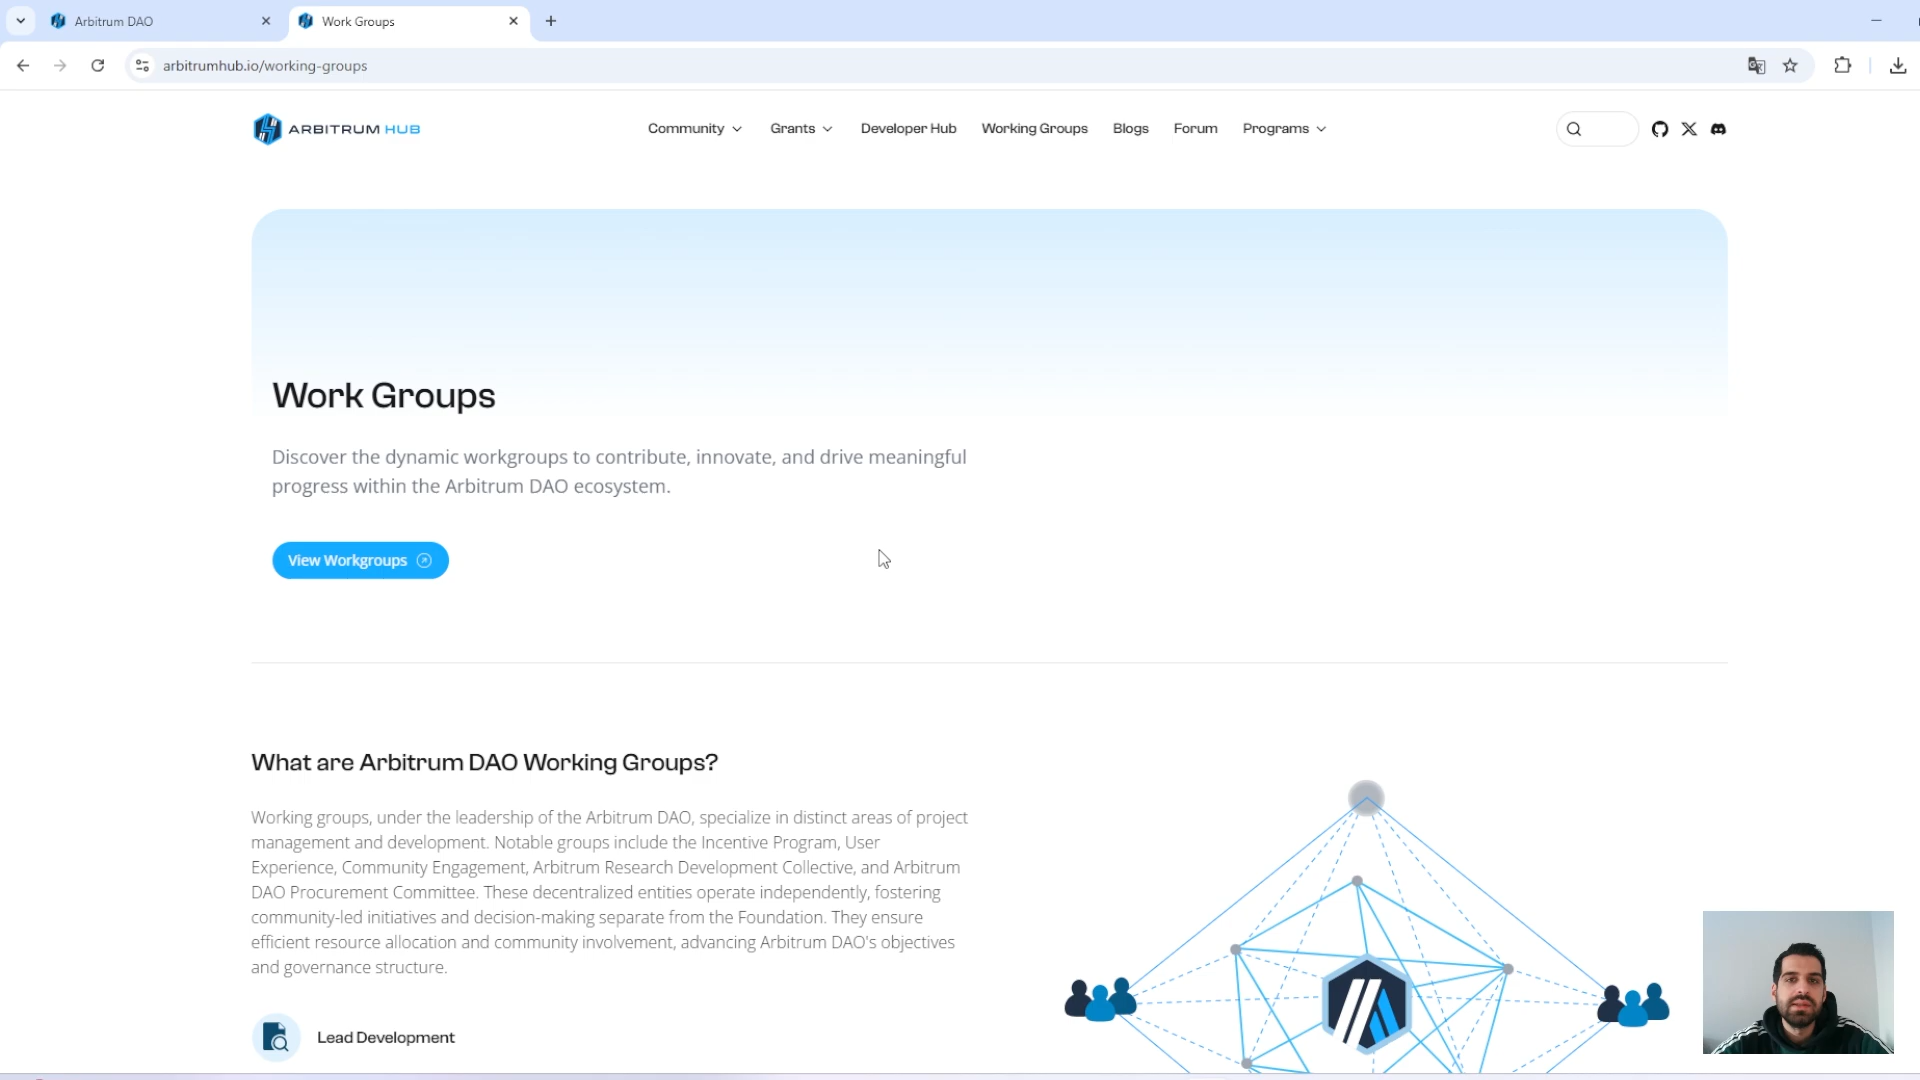 Arbitrum DAO
Work Groups
arbitrumhub.io/working-groups
ARBITRUM HUB
Community
Grants
Developer Hub
Working Groups
Blogs
Forum
Programs
Work Groups
Discover the dynamic workgroups to contribute, innovate, and drive meaningful
progress within the Arbitrum DAO ecosystem.
View Workgroups
What are Arbitrum DAO Working Groups?
Working groups, under the leadership of the Arbitrum DAO, specialize in distinct areas of project
management and development. Notable groups include the Incentive Program, User
Experience, Community Engagement, Arbitrum Research Development Collective, and Arbitrum
DAO Procurement Committee. These decentralized entities operate independently, fostering
community-led initiatives and decision-making separate from the Foundation. They ensure
efficient resource allocation and community involvement, advancing Arbitrum DAO's objectives
and governance structure.
Lead Development